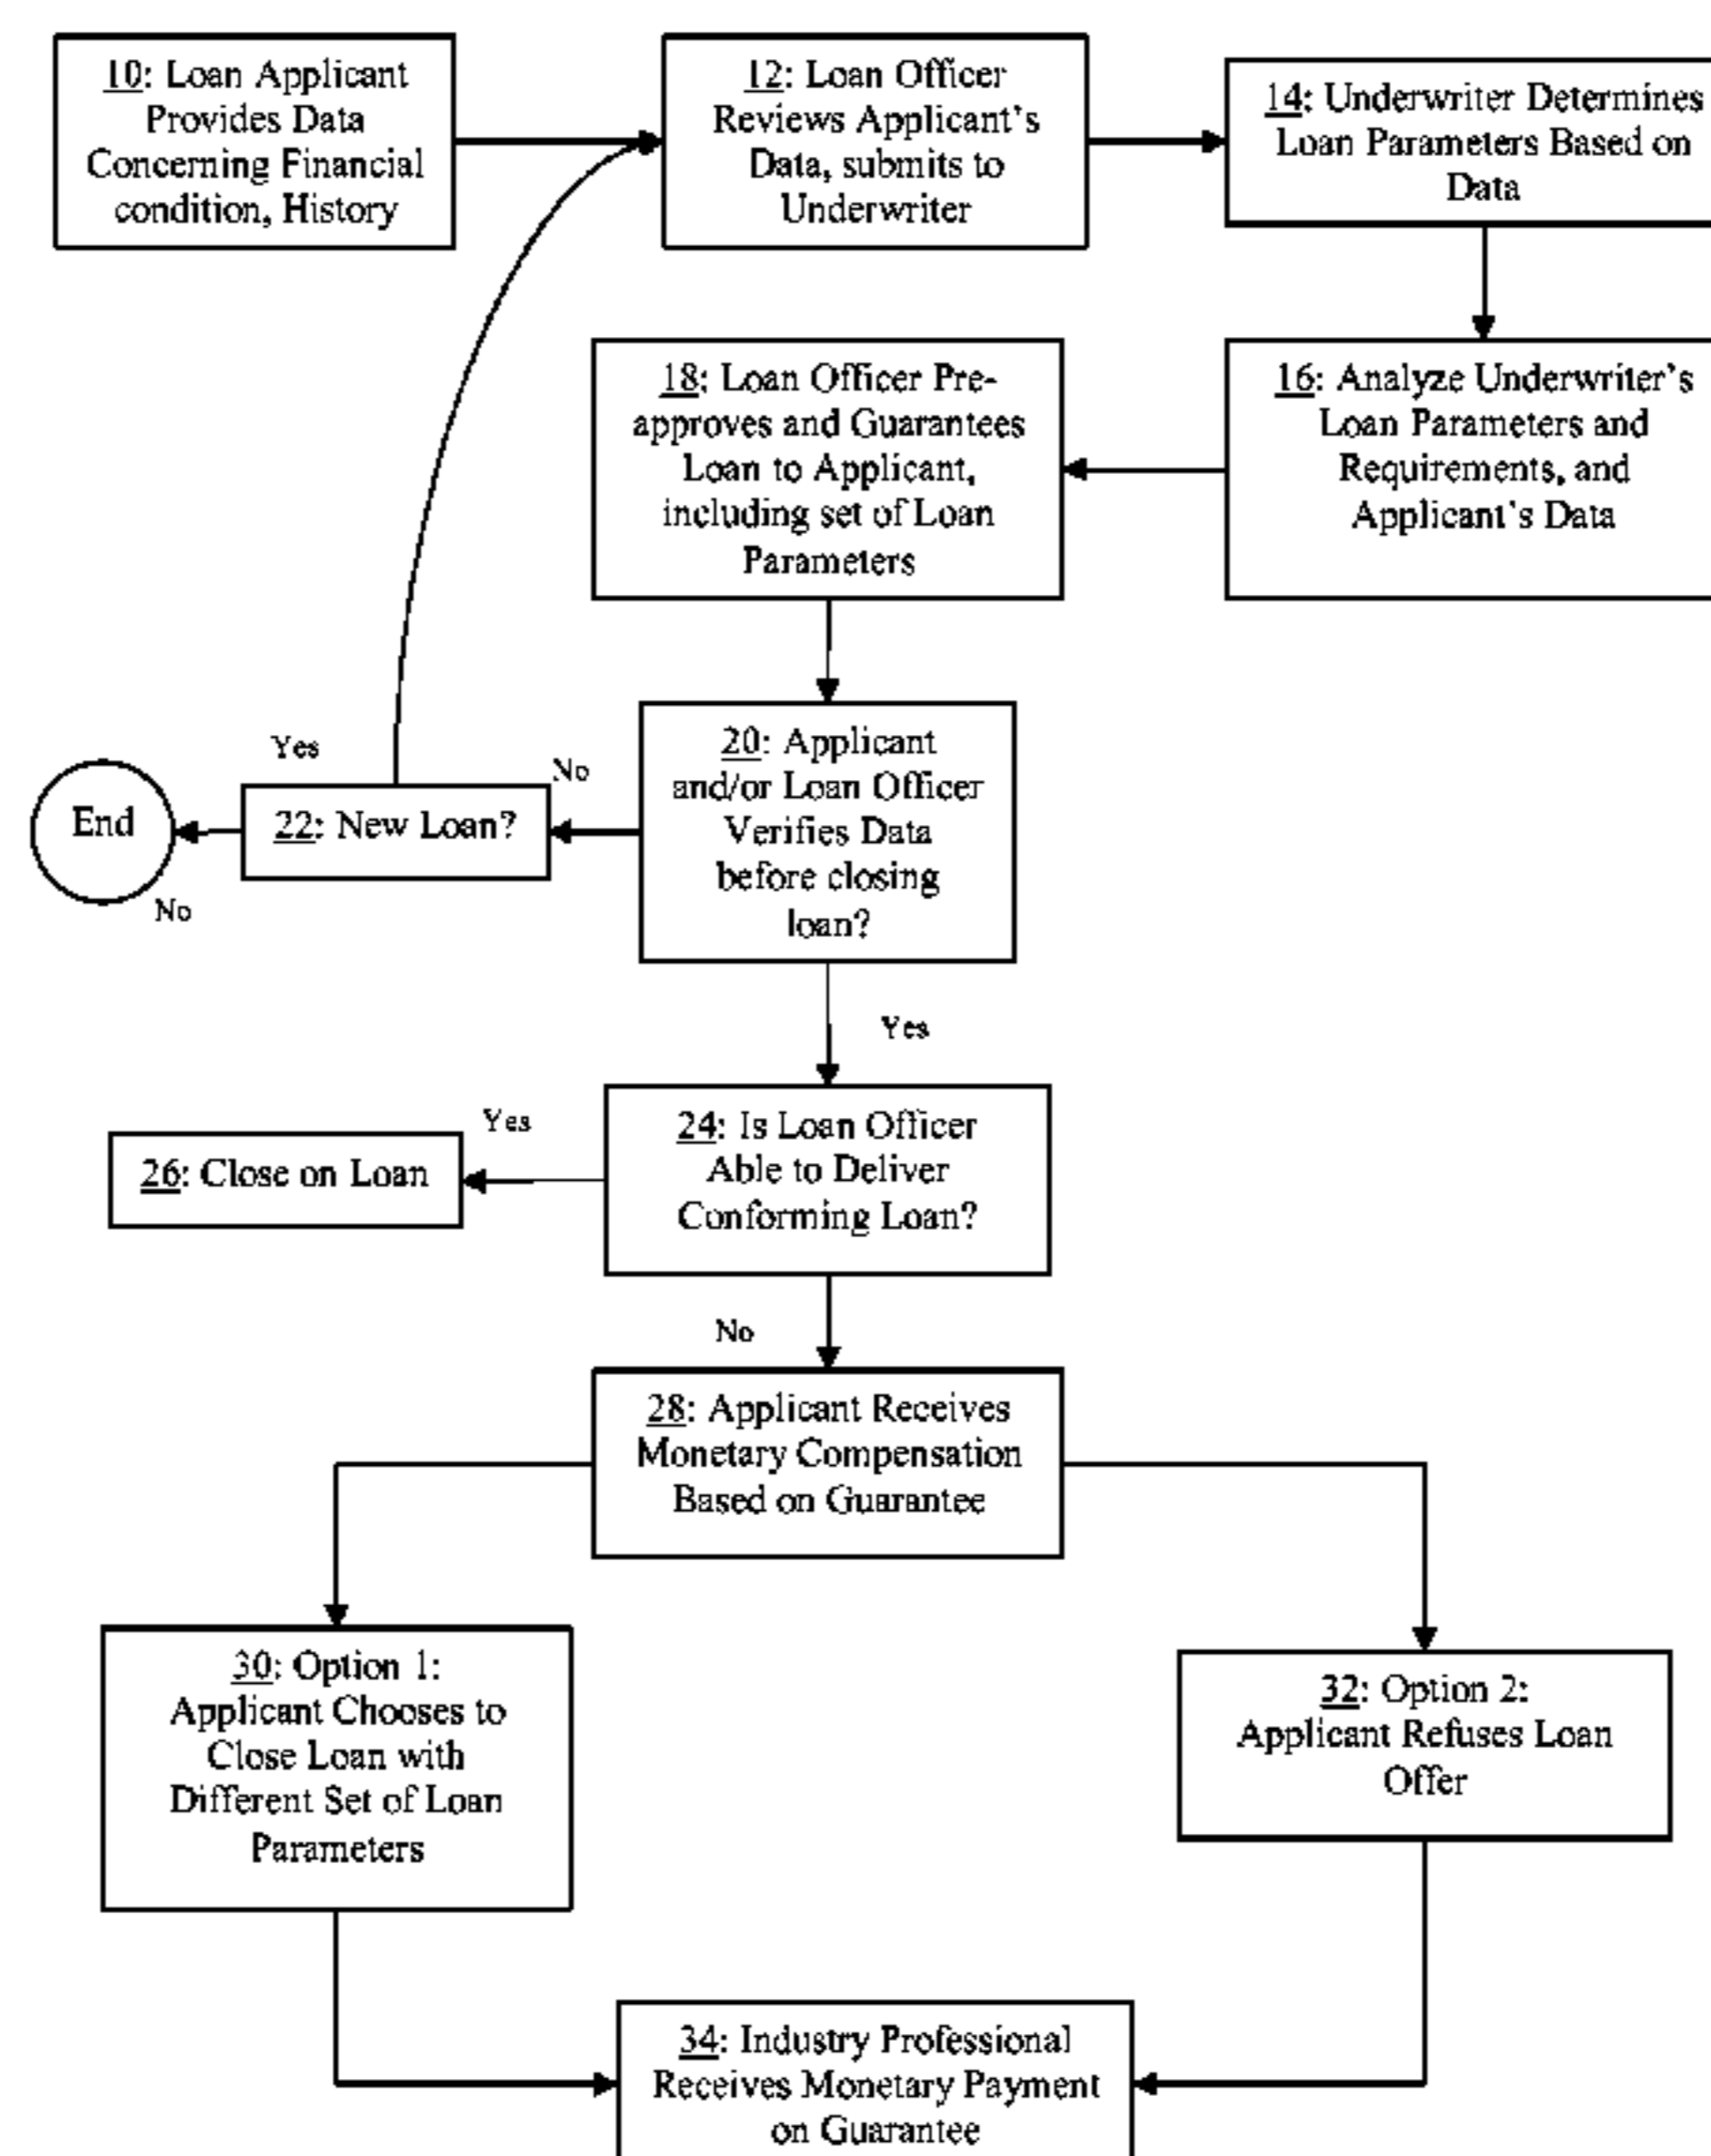 10: Loan Applicant
Provides Data
Concerning Financial
condition, History
12: Loan Officer
Reviews Applicant's
Data, submits to
Underwriter
14: Underwriter Determines
Loan Parameters Based on
Data
18: Loan Officer Pre-
approves and Guarantees
Loan to Applicant,
including set of Loan
Parameters
16: Analyze Underwriter's
Loan Parameters and
Requirements, and
Applicant's Data
End
No
Yes
22: New Loan?
No
20: Applicant
and/or Loan Officer
Verifies Data
before closing
loan?
Yes
26: Close on Loan
Yes
24: Is Loan Officer
Able to Deliver
Conforming Loan?
No
28: Applicant Receives
Monetary Compensation
Based on Guarantee
30: Option 1:
Applicant Chooses to
Close Loan with
Different Set of Loan
Parameters
32: Option 2:
Applicant Refuses Loan
Offer
34: Industry Professional
Receives Monetary Payment
on Guarantee